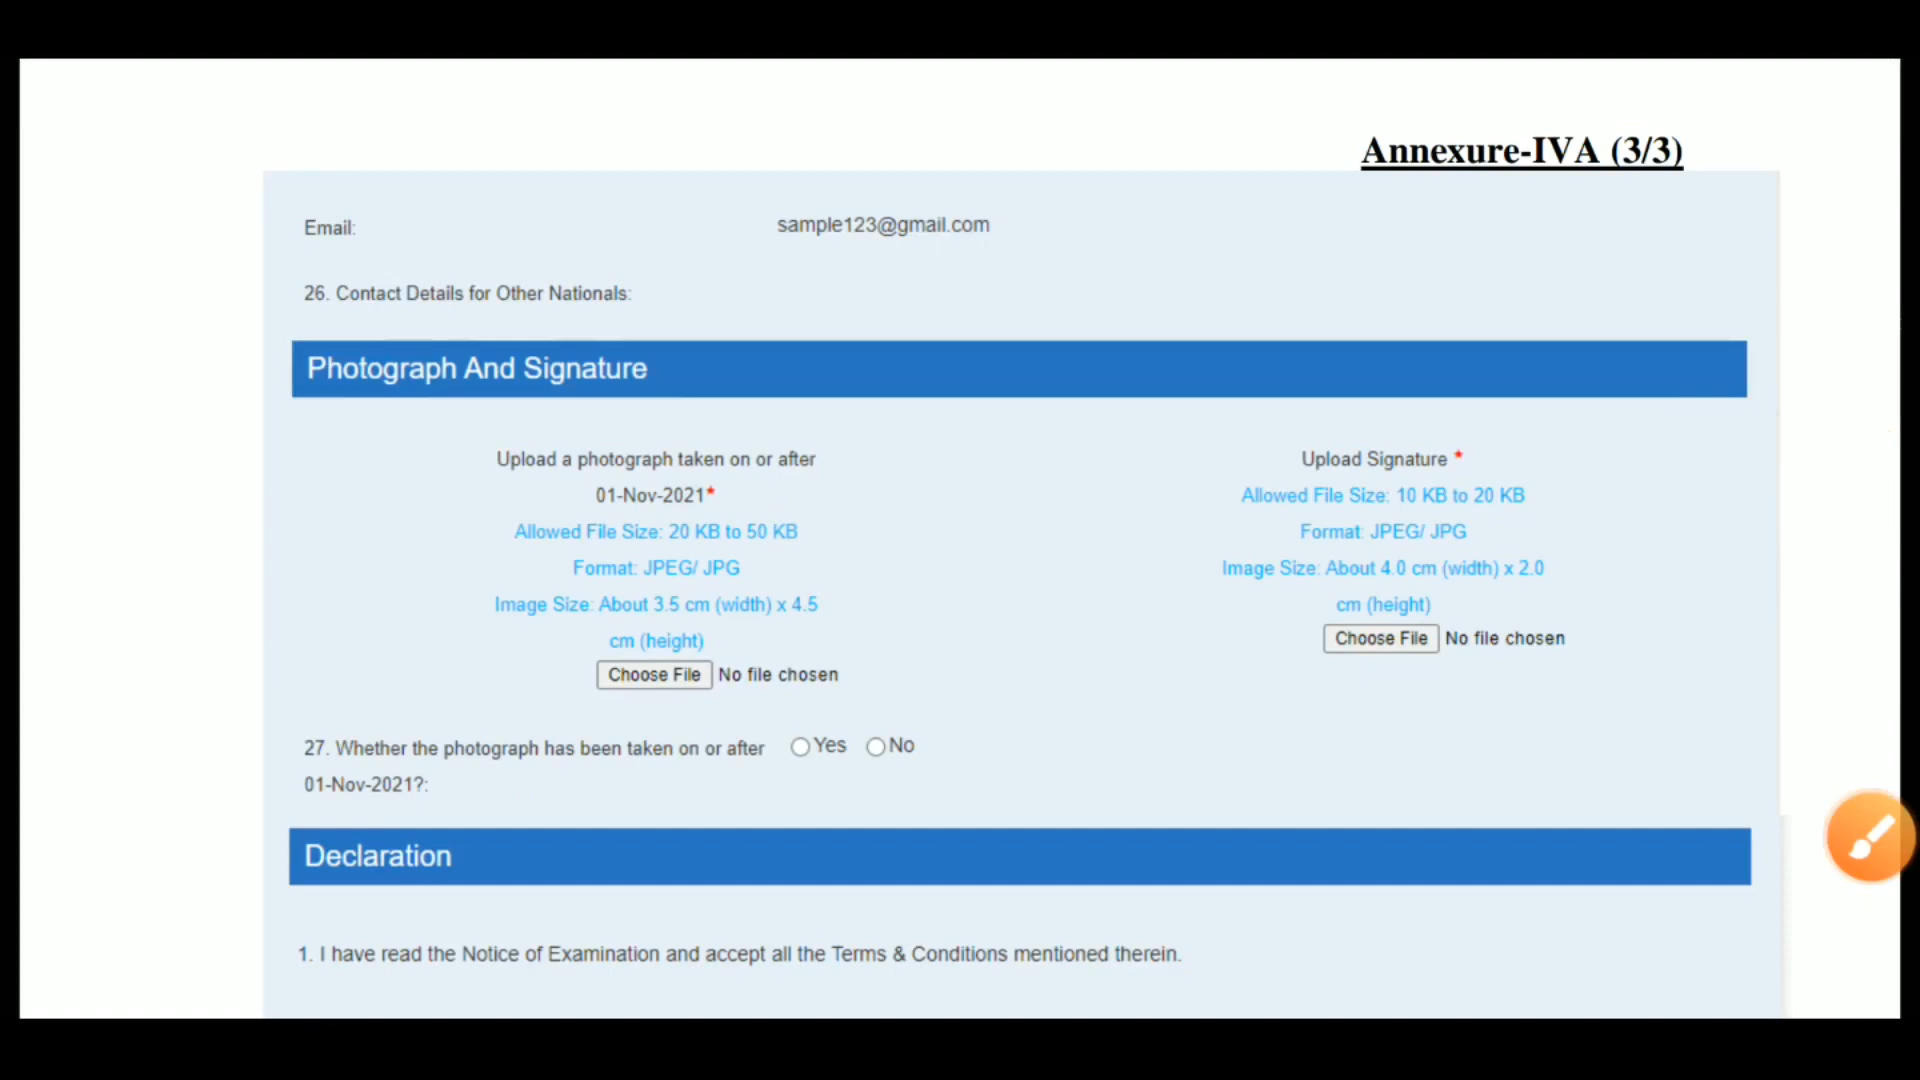 Annexure-IVA (3/3)
Email: sample123@gmail.com
26. Contact Details for Other Nationals:
Photograph And Signature
Upload a photograph taken on or after
01-Nov-2021*
Allowed File Size: 20 KB to 50 KB
Format: JPEG/ JPG
Image Size: About 3.5 cm (width) x 4.5
cm (height)
Choose File No file chosen
Upload Signature *
Allowed File Size: 10 KB to 20 KB
Format: JPEG/ JPG
Image Size: About 4.0 cm (width) x 2.0
cm (height)
Choose File No file chosen
27. Whether the photograph has been taken on or after Yes No
01-Nov-2021?:
Declaration
1. I have read the Notice of Examination and accept all the Terms & Conditions mentioned therein.